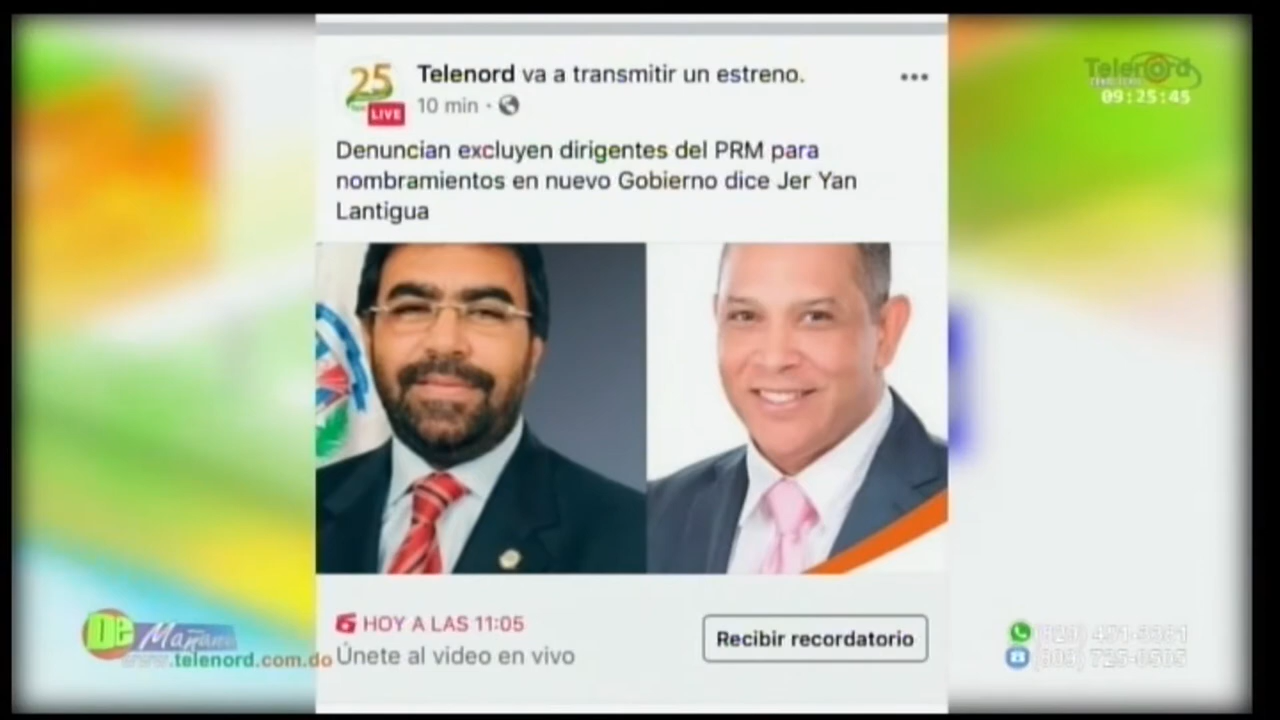 25
LIVE
Telenord va a transmitir un estreno.
10 min
Denuncian excluyen dirigentes del PRM para
nombramientos en nuevo Gobierno dice Jer Yan
Lantigua
Telenord
09:25:45
HOY A LAS 11:05
Únete al video en vivo
Recibir recordatorio
De Mañana
www.telenord.com.do